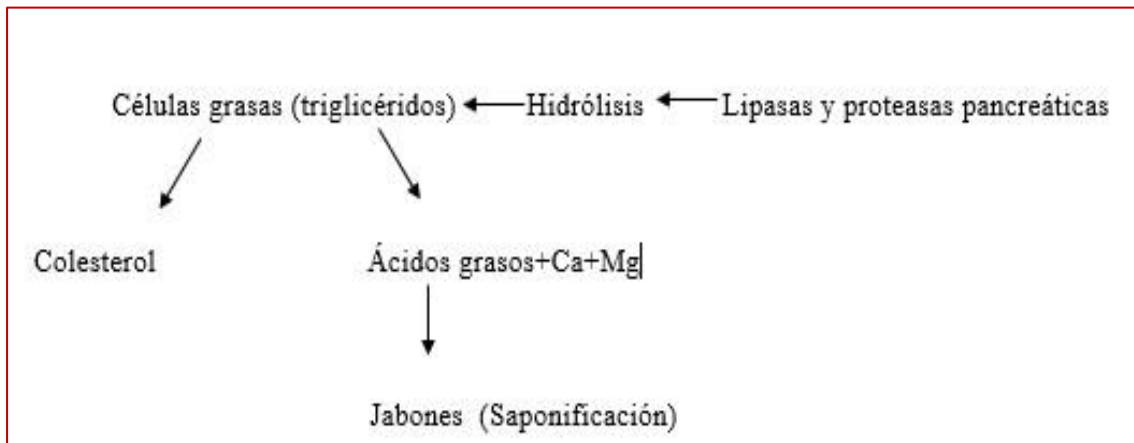 Células grasas (triglicéridos) Hidrólisis Lipasas y proteasas pancreáticas
Colesterol Ácidos grasos+Ca+Mg
Jabones (Saponificación)